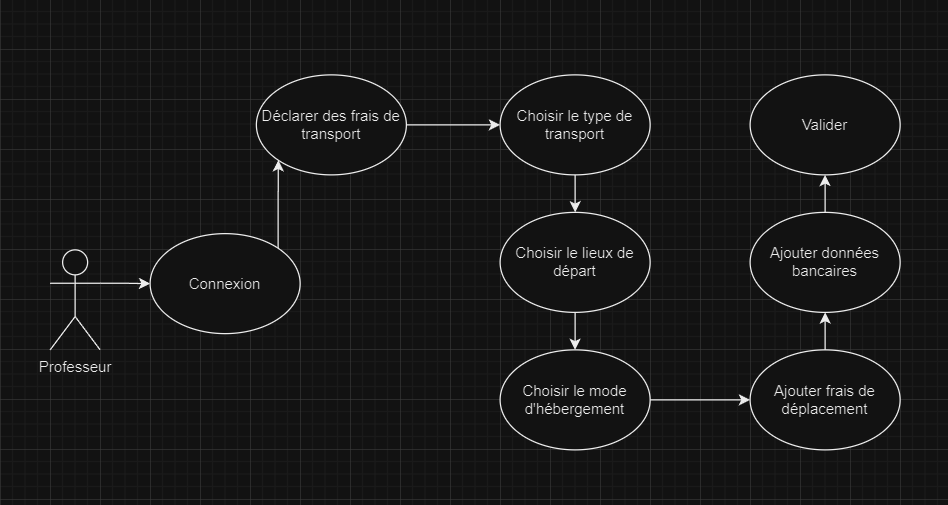 Professeur
Connexion
Déclarer des frais de
transport
Choisir le type de
transport
Choisir le lieux de
départ
Choisir le mode
d'hébergement
Ajouter frais de
déplacement
Ajouter données
bancaires
Valider